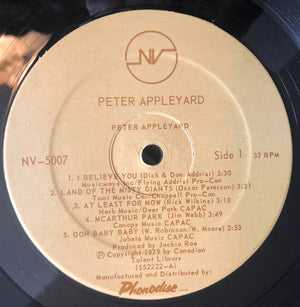 NV
PETER APPLEYARD
PETER APPLEYARD
NV-5007
Side 1
33 RPM
1. I BELIEVE YOU (Dick & Don Addrisi) 3:30
Musicways Inc/Flying Addrisi Pro-Can
2. LAND OF THE MISTY GIANTS (Oscar Peterson) 3:31
Tomi Music Co./Chappell Pro-Can
3. AT LEAST FOR NOW (Rick Wilkins) 3:10
Herb Music/Deer Park CAPAC
4. MCARTHUR PARK (Jim Webb) 3:49
Canopy Music CAPAC
5. OOH BABY BABY (W. Robinson/W. Moore) 2:53
Jobete Music CAPAC
Produced by Jackie Rae
© Copyright 1979 by Canadian
Talent Library
(S52222-A)
Manufactured and Distributed by:
Phonodisc